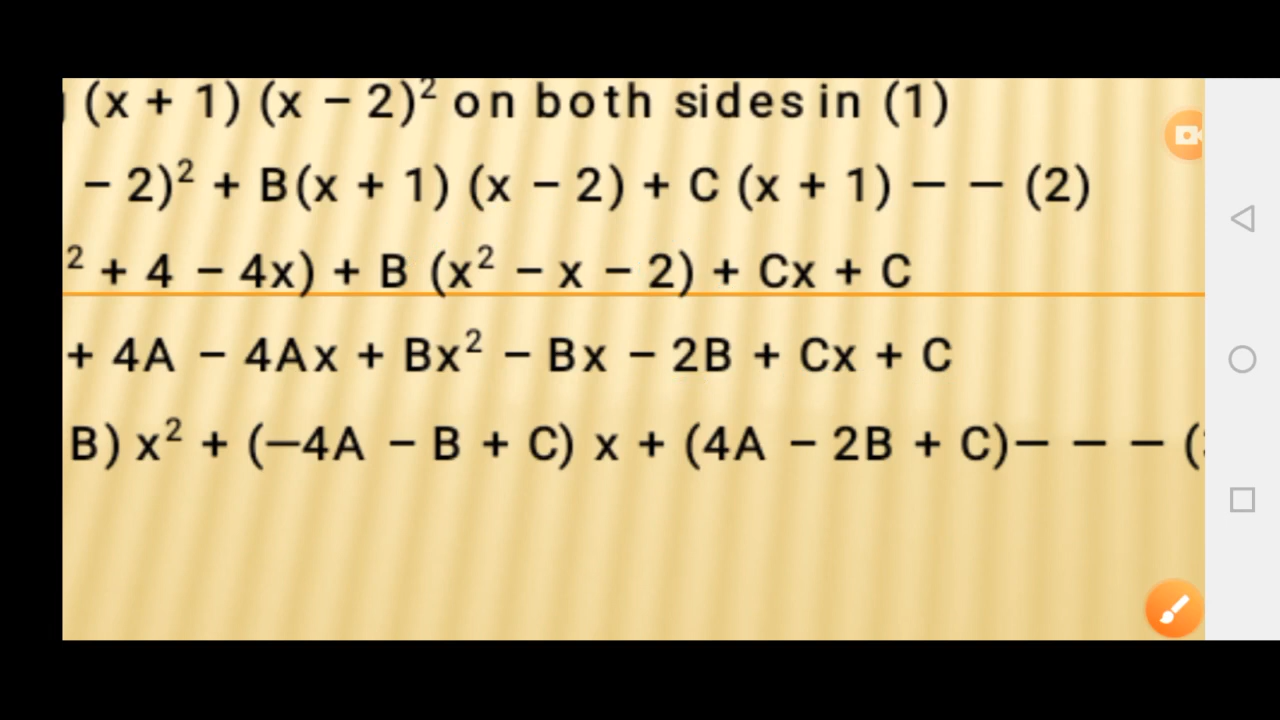 (x + 1) (x − 2)² on both sides in (1)
− 2)² + B(x + 1) (x − 2) + C (x + 1) − − (2)
² + 4 − 4x) + B (x² − x − 2) + Cx + C
+ 4A − 4Ax + Bx² − Bx − 2B + Cx + C
B) x² + (−4A − B + C) x + (4A − 2B + C)− − − (